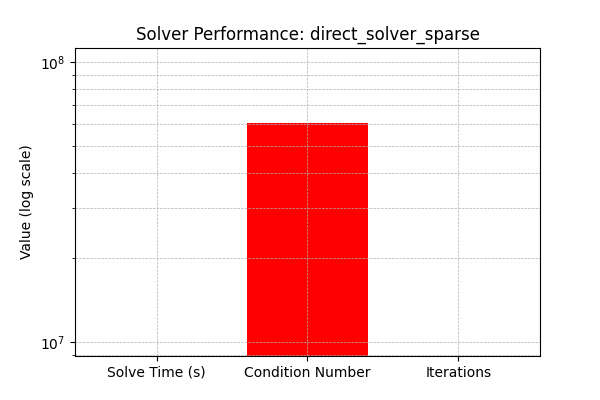 Solver Performance: direct_solver_sparse
10^8
10^7
Value (log scale)
Solve Time (s)
Condition Number
Iterations